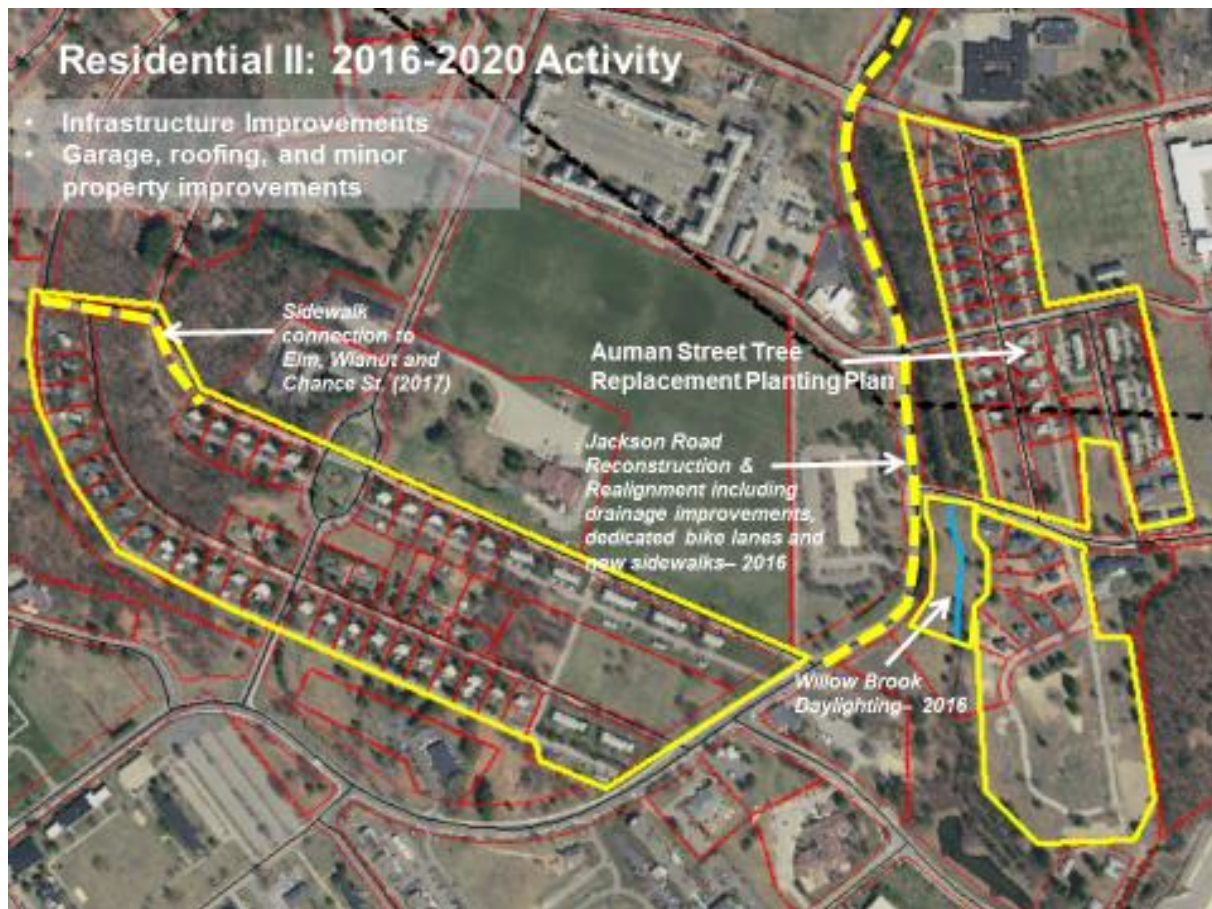 Residential II: 2016-2020 Activity
• Infrastructure Improvements
• Garage, roofing, and minor
property improvements
Sidewalk
connection to
Elm, Wlanut and
Chance St. (2017)
Auman Street Tree
Replacement Planting Plan
Jackson Road
Reconstruction &
Realignment including
drainage improvements,
dedicated bike lanes and
new sidewalks– 2016
Willow Brook
Daylighting– 2016